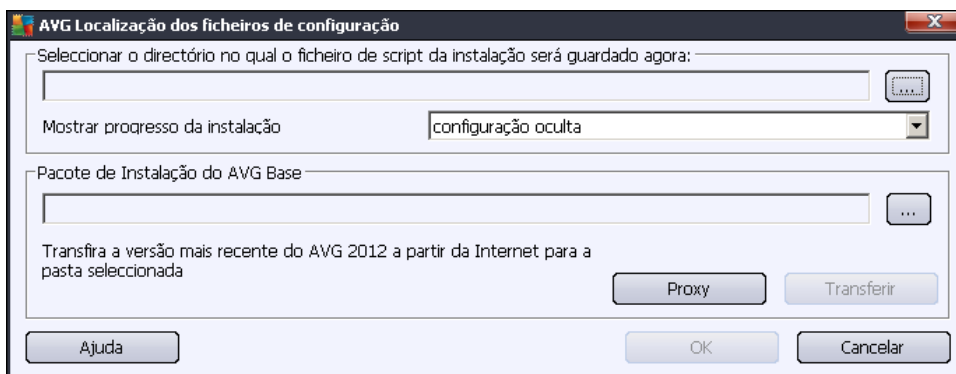 AVG Localização dos ficheiros de configuração
Seleccionar o directório no qual o ficheiro de script da instalação será guardado agora:
...
Mostrar progresso da instalação
configuração oculta
Pacote de Instalação do AVG Base
...
Transfira a versão mais recente do AVG 2012 a partir da Internet para a
pasta seleccionada
Proxy
Transferir
Ajuda
OK
Cancelar